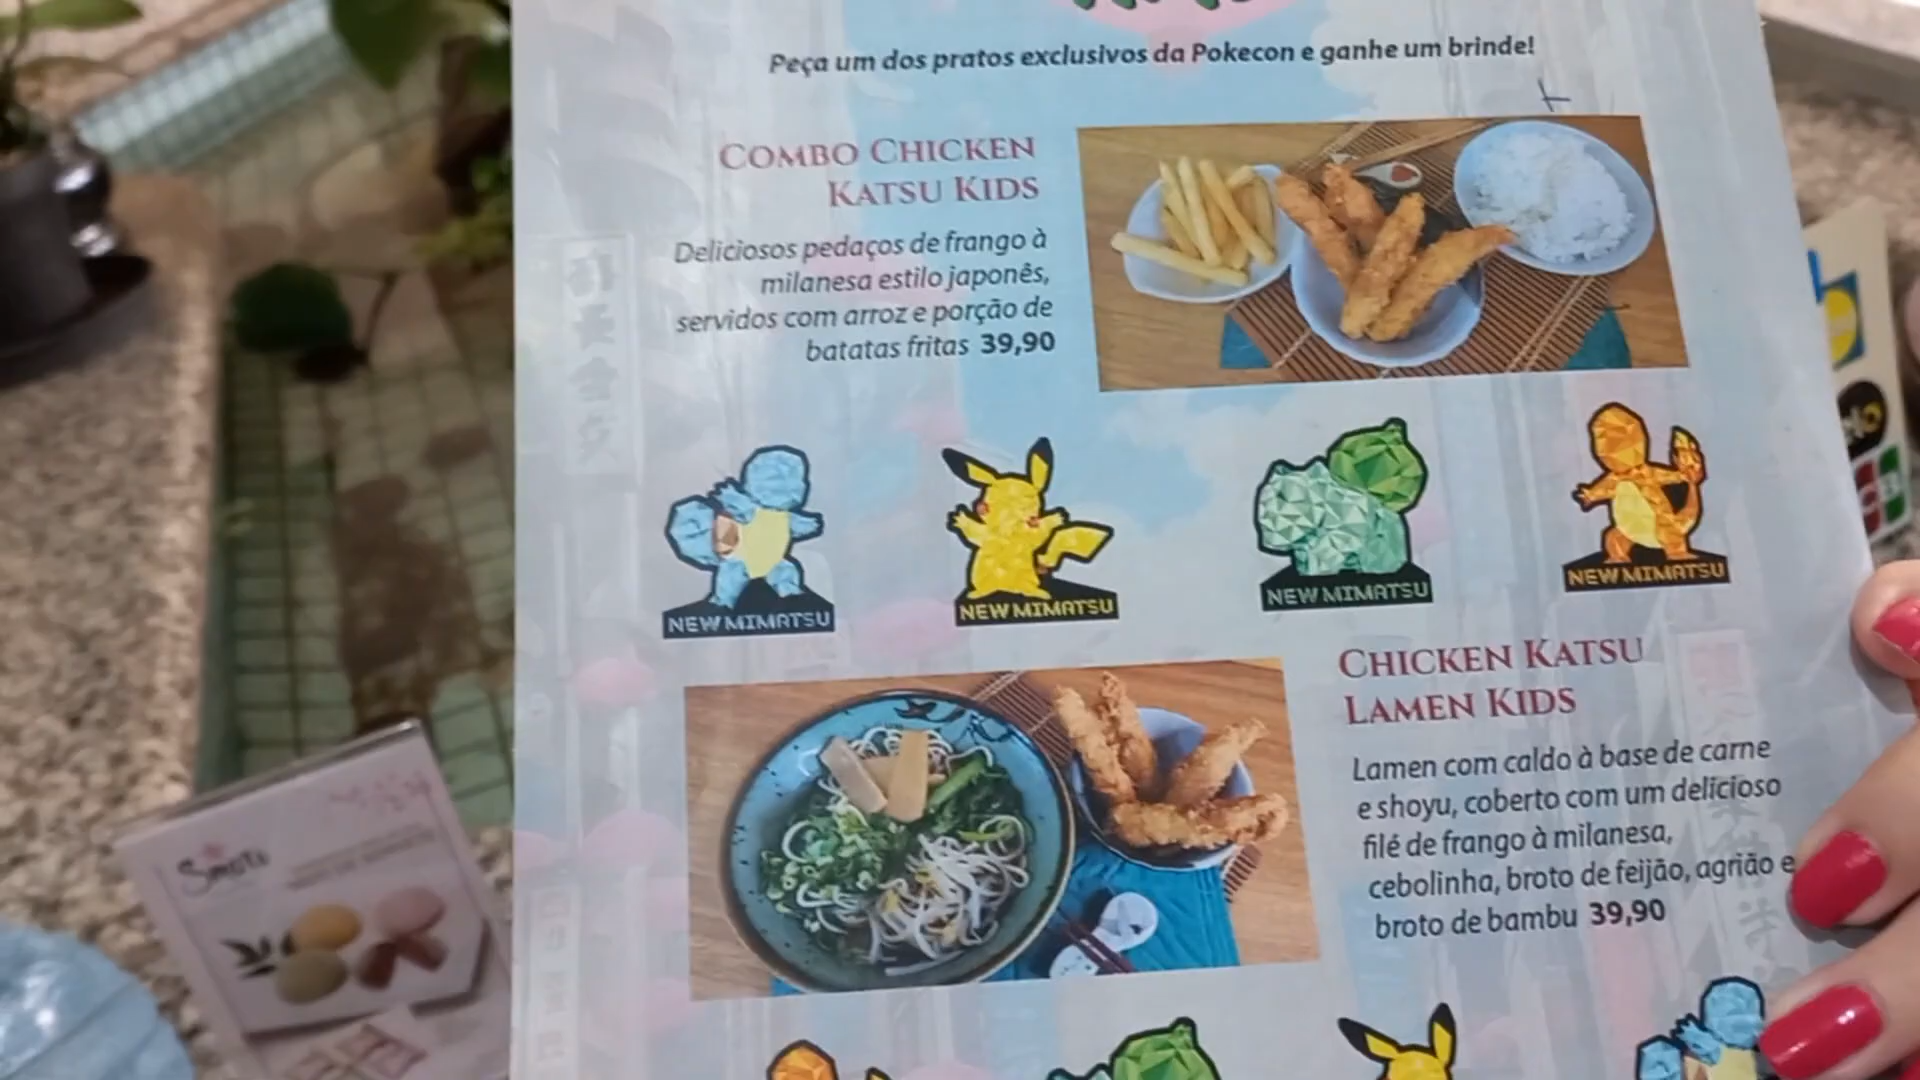 Peça um dos pratos exclusivos da Pokecon e ganhe um brinde!
COMBO CHICKEN
KATSU KIDS
Deliciosos pedaços de frango à
milanesa estilo japonês,
servidos com arroz e porção de
batatas fritas 39,90
NEW MIMATSU
NEW MIMATSU
NEW MIMATSU
NEW MIMATSU
CHICKEN KATSU
LAMEN KIDS
Lamen com caldo à base de carne
e shoyu, coberto com um delicioso
filé de frango à milanesa,
cebolinha, broto de feijão, agrião e
broto de bambu 39,90